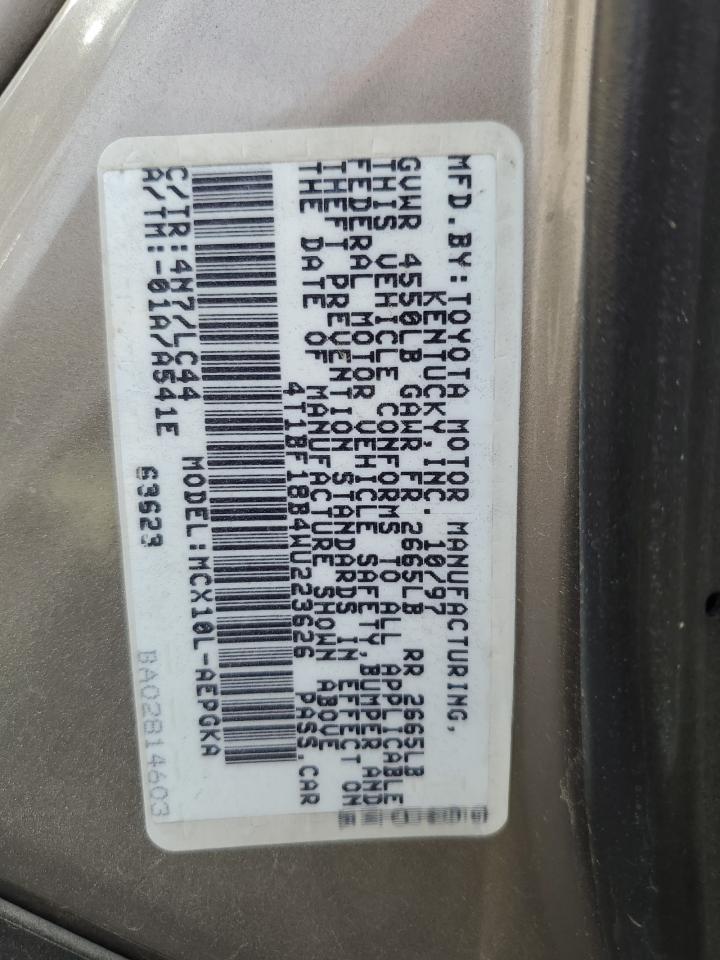 MFD.BY:TOYOTA MOTOR MANUFACTURING,
KENTUCKY,INC. 10/97
GVWR 4550LB GAWR FR 2665LB RR 2665LB
THIS VEHICLE CONFORMS TO ALL APPLICABLE
FEDERAL MOTOR VEHICLE SAFETY,BUMPER AND
THEFT PREVENTION STANDARDS IN EFFECT ON
THE DATE OF MANUFACTURE SHOWN ABOVE.
4T1BF18B4WU223626 PASS.CAR
C/TR:4M7/LC44 MODEL:MCX10L-AEPGKA
A/TM:-01A/A541E 63623
BA02814603